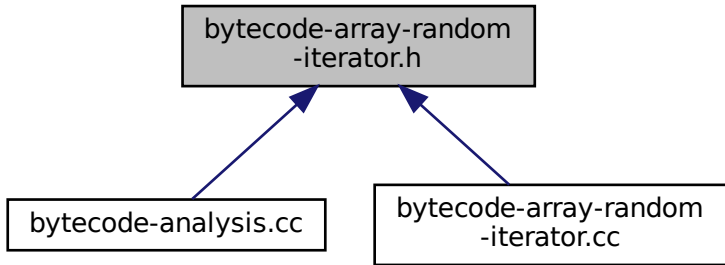 bytecode-array-random
-iterator.h
bytecode-analysis.cc
bytecode-array-random
-iterator.cc